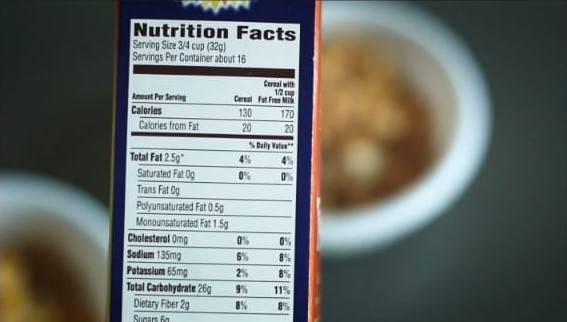 Nutrition Facts
Serving Size 3/4 cup (32g)
Servings Per Container about 16
Cereal with
1/2 cup
Amount Per Serving Cereal Fat Free Milk
Calories 130 170
Calories from Fat 20 20
% Daily Value**
Total Fat 2.5g* 4% 4%
Saturated Fat 0g 0% 0%
Trans Fat 0g
Polyunsaturated Fat 0.5g
Monounsaturated Fat 1.5g
Cholesterol 0mg 0% 0%
Sodium 135mg 6% 8%
Potassium 65mg 2% 8%
Total Carbohydrate 26g 9% 11%
Dietary Fiber 2g 8% 8%
Sugars 6g